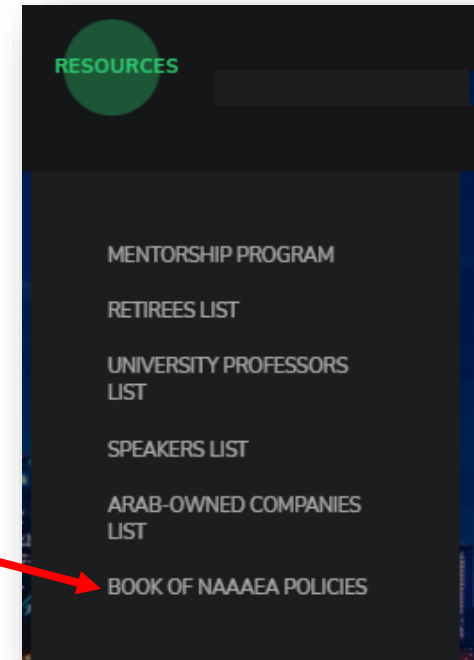 RESOURCES
MENTORSHIP PROGRAM
RETIREES LIST
UNIVERSITY PROFESSORS
LIST
SPEAKERS LIST
ARAB-OWNED COMPANIES
LIST
BOOK OF NAAAEA POLICIES